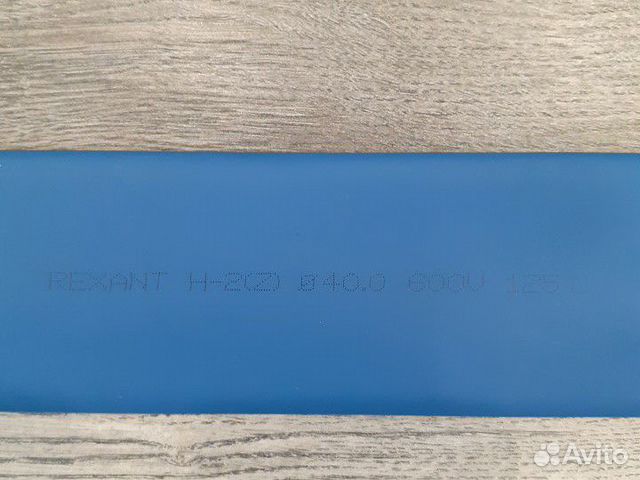 REXANT H-2(Z) Ø40.0 600V 125
Avito